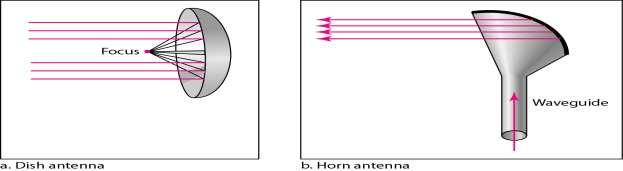 Focus
Waveguide
a. Dish antenna
b. Horn antenna